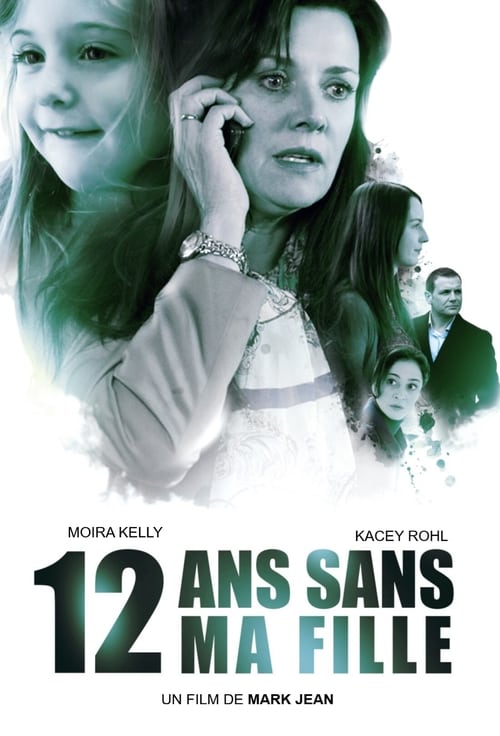 MOIRA KELLY
KACEY ROHL
12 ANS SANS
MA FILLE
UN FILM DE MARK JEAN